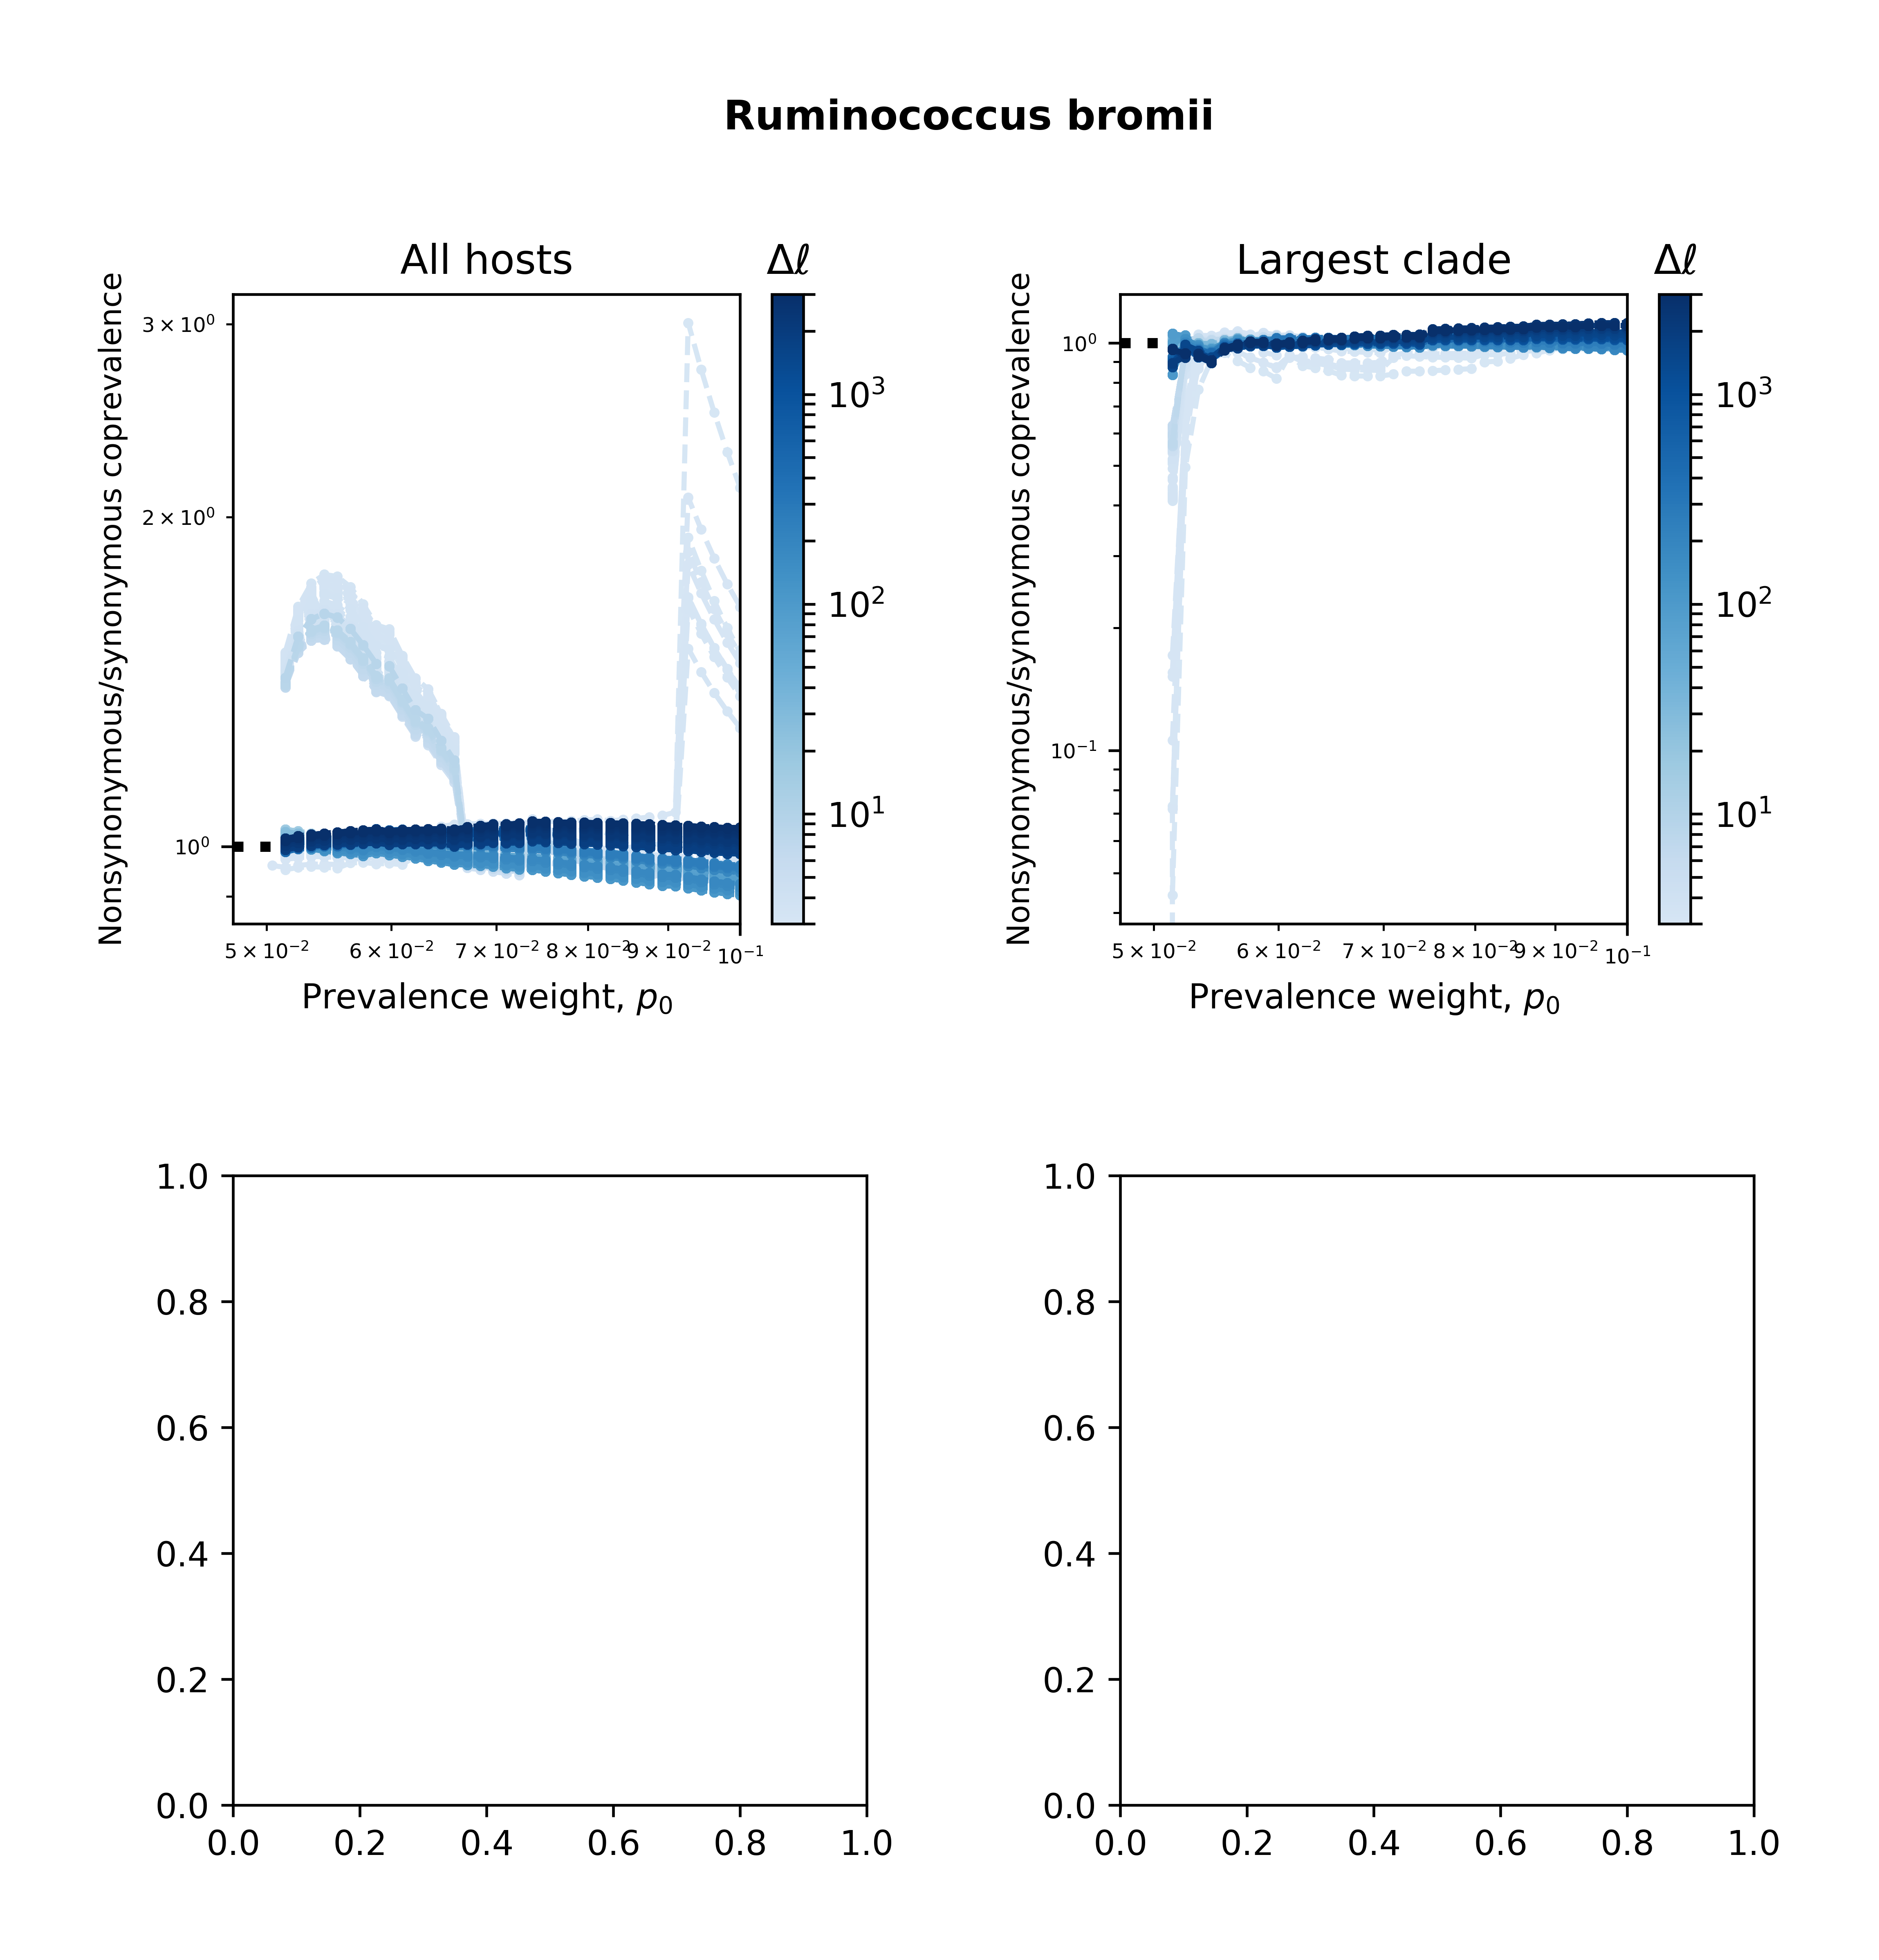 Ruminococcus bromii
All hosts
Δℓ
Largest clade
Δℓ
Nonsynonymous/synonymous coprevalence
3 × 10⁰
2 × 10⁰
10⁰
10³
10²
10¹
5 × 10⁻² 6 × 10⁻² 7 × 10⁻² 8 × 10⁻² 9 × 10⁻² 10⁻¹
Prevalence weight, p₀
Nonsynonymous/synonymous coprevalence
10⁰
10⁻¹
10³
10²
10¹
5 × 10⁻² 6 × 10⁻² 7 × 10⁻² 8 × 10⁻² 9 × 10⁻² 10⁻¹
Prevalence weight, p₀
1.0
0.8
0.6
0.4
0.2
0.0
0.0 0.2 0.4 0.6 0.8 1.0
1.0
0.8
0.6
0.4
0.2
0.0
0.0 0.2 0.4 0.6 0.8 1.0